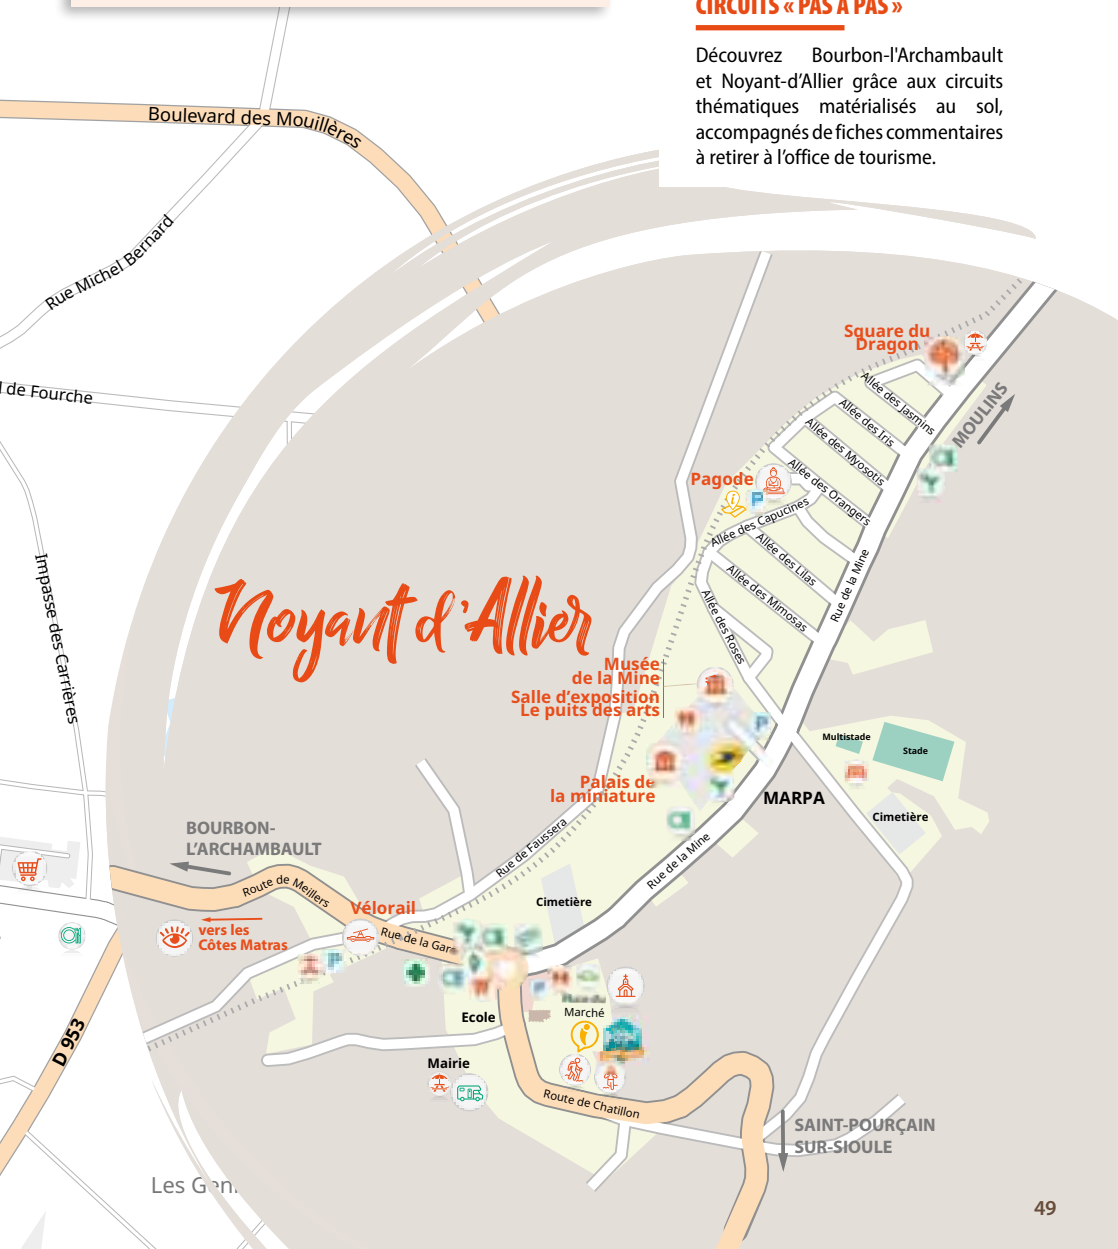 CIRCUITS « PAS À PAS »
Découvrez Bourbon-l'Archambault
et Noyant-d'Allier grâce aux circuits
thématiques matérialisés au sol,
accompagnés de fiches commentaires
à retirer à l'office de tourisme.
Boulevard des Mouillères
Rue Michel Bernard
de Fourche
Impasse des Carrières
Square du
Dragon
Allée des Jasmins
Allée des Iris
Allée des Myosotis
MOULINS
Pagode
Allée des Orangers
Allée des Capucines
Allée des Lilas
Allée des Mimosas
Allée des Roses
Rue de la Mine
Noyant d'Allier
Musée
de la Mine
Salle d'exposition
Le puits des arts
P
P
Multistade
Stade
Palais de
la miniature
MARPA
Cimetière
BOURBON-
L'ARCHAMBAULT
Rue de Faussera
Rue de la Mine
Route de Meillers
Cimetière
Vélorail
vers les
Côtes Matras
Rue de la Gare
P
P
Ecole
Marché
Mairie
D 953
Route de Chatillon
SAINT-POURÇAIN
SUR-SIOULE
Les
49